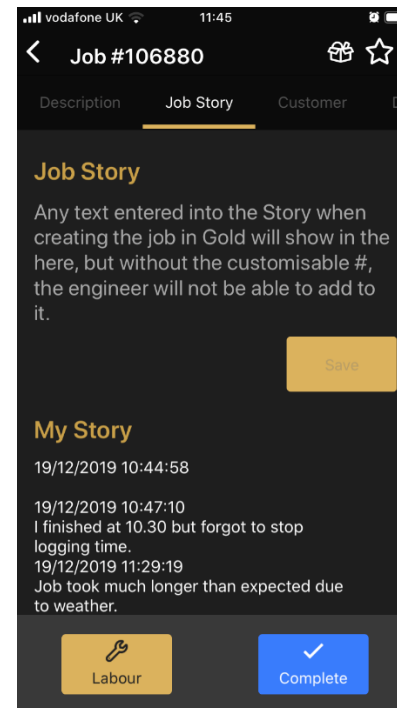 vodafone UK 11:45
Job #106880
Description Job Story Customer
Job Story
Any text entered into the Story when
creating the job in Gold will show in the
here, but without the customisable #,
the engineer will not be able to add to
it.
Save
My Story
19/12/2019 10:44:58
19/12/2019 10:47:10
I finished at 10.30 but forgot to stop
logging time.
19/12/2019 11:29:19
Job took much longer than expected due
to weather.
Labour Complete